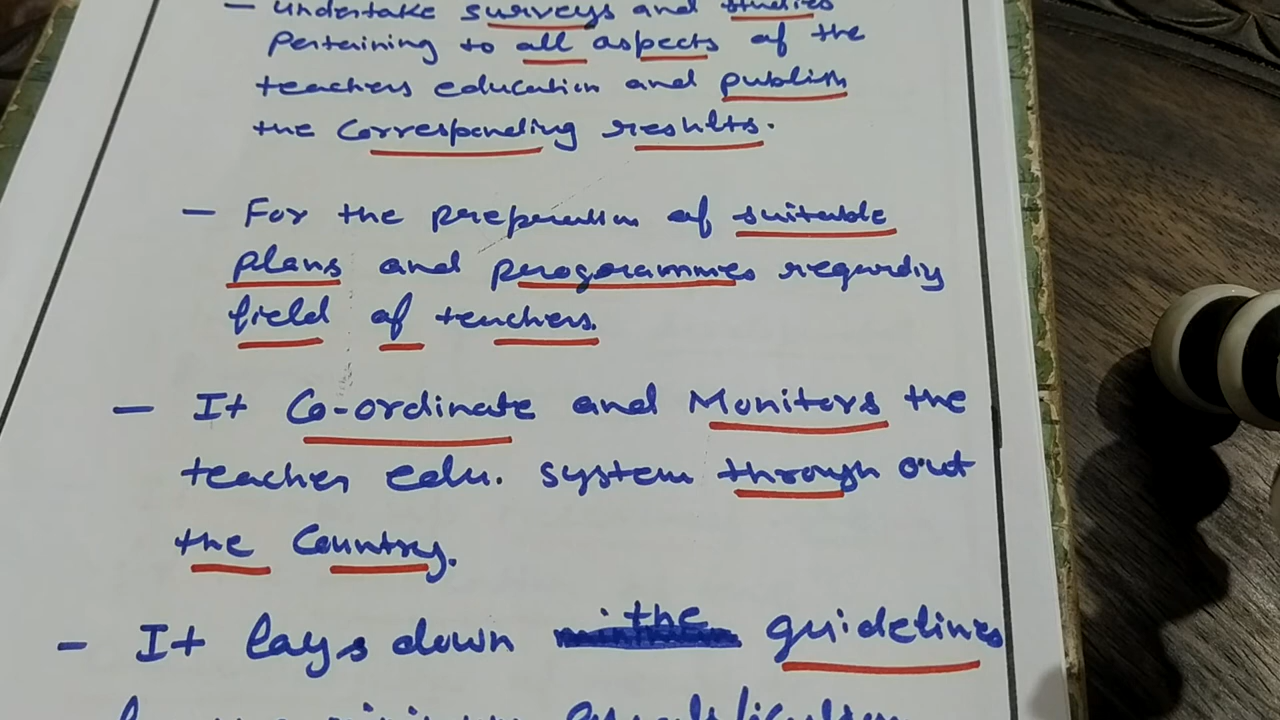 - undertake surveys and studies
Pertaining to all aspects of the
teachers education and publish
the corresponding results.
- For the preparation of suitable
plans and programmes regarding
field of teachers.
- It Co-ordinate and Monitors the
teacher edu. system through out
the Country.
- It lays down the guidelines
qualification